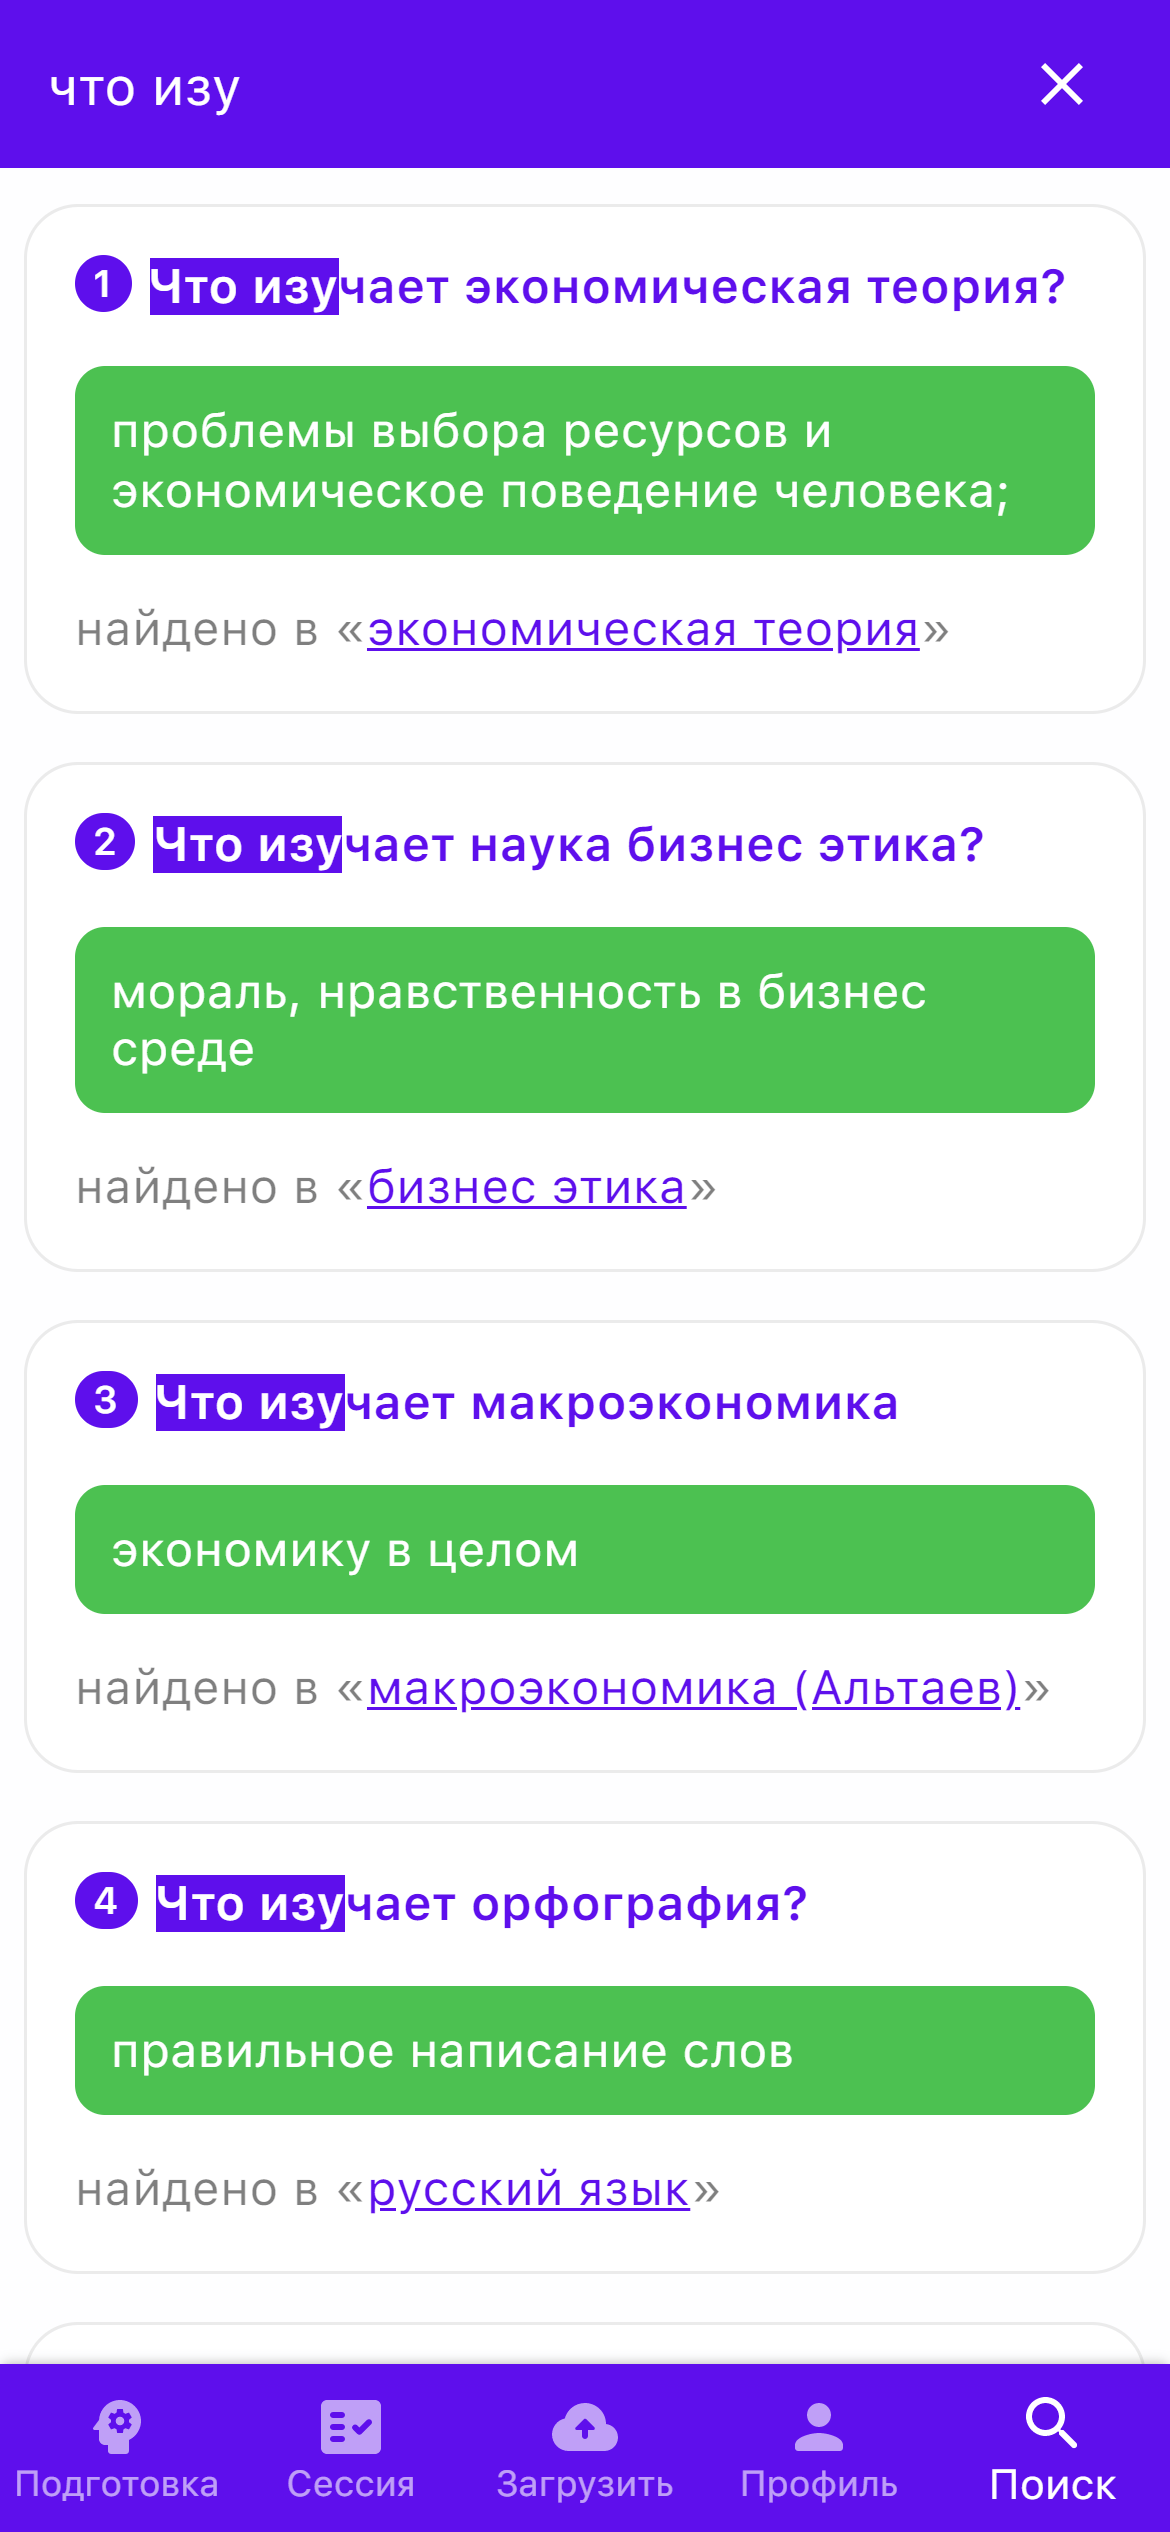 что изу
1 Что изучает экономическая теория?
проблемы выбора ресурсов и
экономическое поведение человека;
найдено в «экономическая теория»
2 Что изучает наука бизнес этика?
мораль, нравственность в бизнес
среде
найдено в «бизнес этика»
3 Что изучает макроэкономика
экономику в целом
найдено в «макроэкономика (Альтаев)»
4 Что изучает орфография?
правильное написание слов
найдено в «русский язык»
Подготовка Сессия Загрузить Профиль Поиск